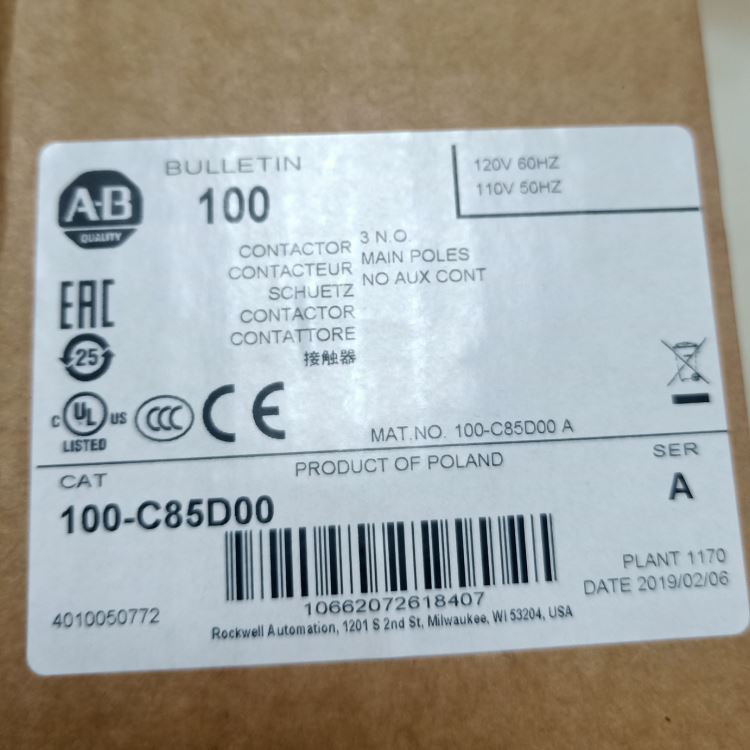 BULLETIN
100
A-B
QUALITY
120V 60HZ
110V 50HZ
CONTACTOR
CONTACTEUR
SCHUETZ
CONTACTOR
CONTATTORE
接触器
3 N.O.
MAIN POLES
NO AUX CONT
EAC
25
C UL US
LISTED
CCC
CE
MAT.NO. 100-C85D00 A
CAT
PRODUCT OF POLAND
SER
100-C85D00
A
10662072618407
PLANT 1170
DATE 2019/02/06
4010050772
Rockwell Automation, 1201 S 2nd St, Milwaukee, WI 53204, USA